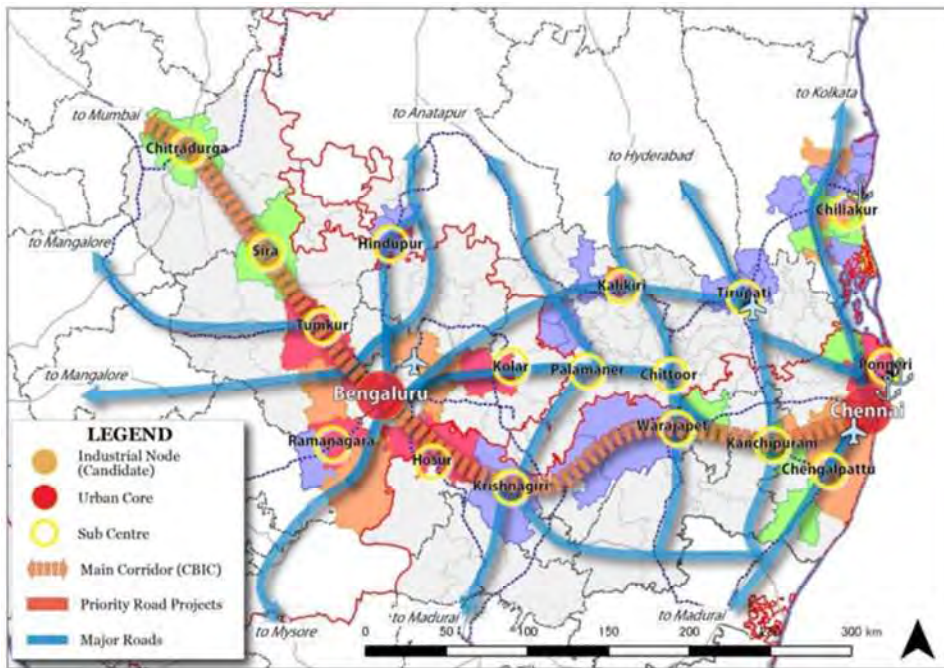 to Kolkata
to Mumbai
to Anatapur
Chitradurga
to Hyderabad
Chillakur
to Mangalore
Sira
Hindupur
Kalikiri
Tirupati
Tumkur
Kolar
Palamaner
Chittoor
Ponneri
to Mangalore
Bengaluru
Chennai
Warajapet
Ramanagara
Kanchipuram
Hosur
Chengalpattu
Krishnagiri
LEGEND
Industrial Node
(Candidate)
Urban Core
Sub Centre
Main Corridor (CBIC)
Priority Road Projects
Major Roads
to Mysore
to Madurai
to Madurai
0 50 100 150 200 250 300 km